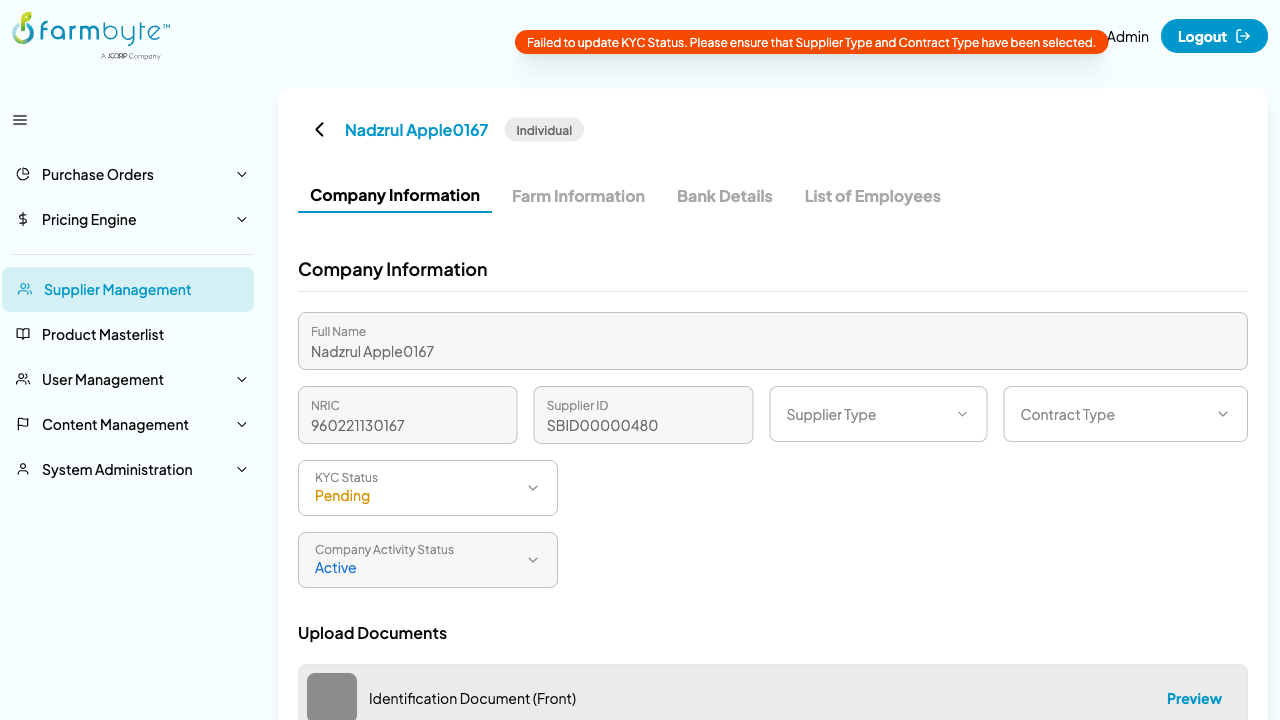 farmbyte™
A JCORP Company
Failed to update KYC Status. Please ensure that Supplier Type and Contract Type have been selected.
Admin
Logout
Purchase Orders
Pricing Engine
Supplier Management
Product Masterlist
User Management
Content Management
System Administration
Nadzrul Apple0167
Individual
Company Information
Farm Information
Bank Details
List of Employees
Company Information
Full Name
Nadzrul Apple0167
NRIC
960221130167
Supplier ID
SBID00000480
Supplier Type
Contract Type
KYC Status
Pending
Company Activity Status
Active
Upload Documents
Identification Document (Front)
Preview